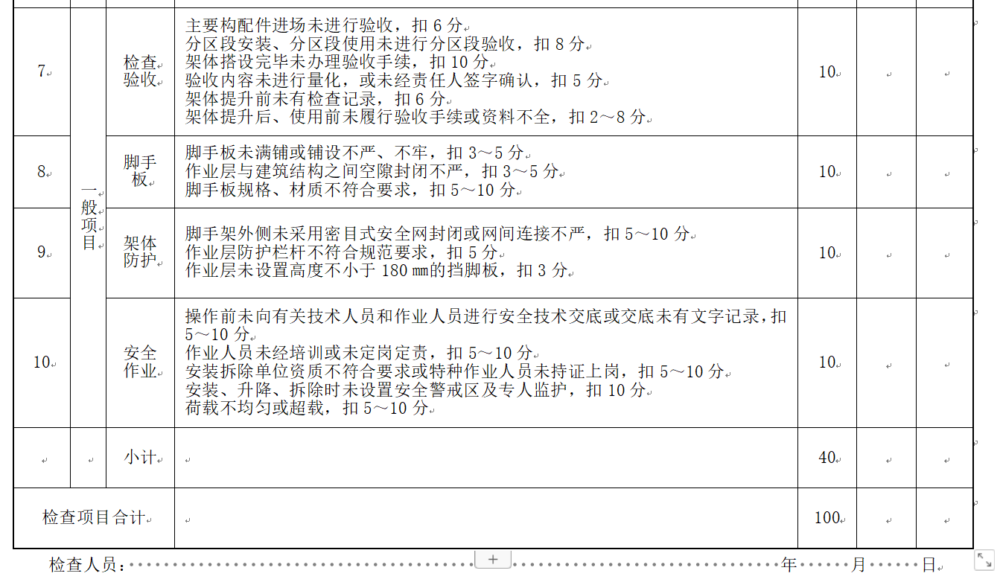 7
检查
验收
主要构配件进场未进行验收，扣 6 分
分区段安装、分区段使用未进行分区段验收，扣 8 分
架体搭设完毕未办理验收手续，扣 10 分
验收内容未进行量化，或未经责任人签字确认，扣 5 分
架体提升前未有检查记录，扣 6 分
架体提升后、使用前未履行验收手续或资料不全，扣 2～8 分
10
一
般
项
目
8
脚手
板
脚手板未满铺或铺设不严、不牢，扣 3～5 分
作业层与建筑结构之间空隙封闭不严，扣 3～5 分
脚手板规格、材质不符合要求，扣 5～10 分
10
9
架体
防护
脚手架外侧未采用密目式安全网封闭或网间连接不严，扣 5～10 分
作业层防护栏杆不符合规范要求，扣 5 分
作业层未设置高度不小于 180 ㎜的挡脚板，扣 3 分
10
10
安全
作业
操作前未向有关技术人员和作业人员进行安全技术交底或交底未有文字记录，扣
5～10 分
作业人员未经培训或未定岗定责，扣 5～10 分
安装拆除单位资质不符合要求或特种作业人员未持证上岗，扣 5～10 分
安装、升降、拆除时未设置安全警戒区及专人监护，扣 10 分
荷载不均匀或超载，扣 5～10 分
10
小计
40
检查项目合计
100
检查人员： 年 月 日